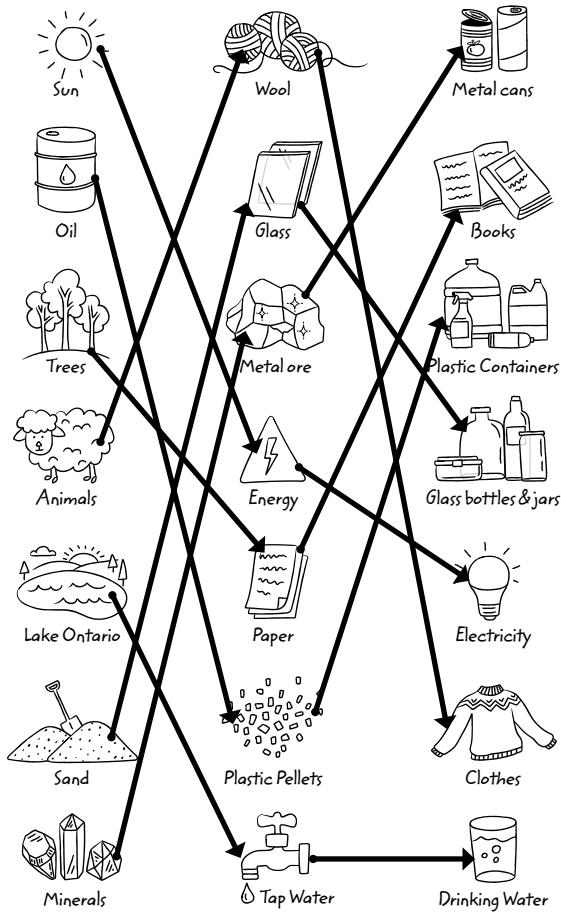 Sun
Wool
Metal cans
Oil
Glass
Books
Trees
Metal ore
Plastic Containers
Animals
Energy
Glass bottles & jars
Lake Ontario
Paper
Electricity
Sand
Plastic Pellets
Clothes
Minerals
Tap Water
Drinking Water